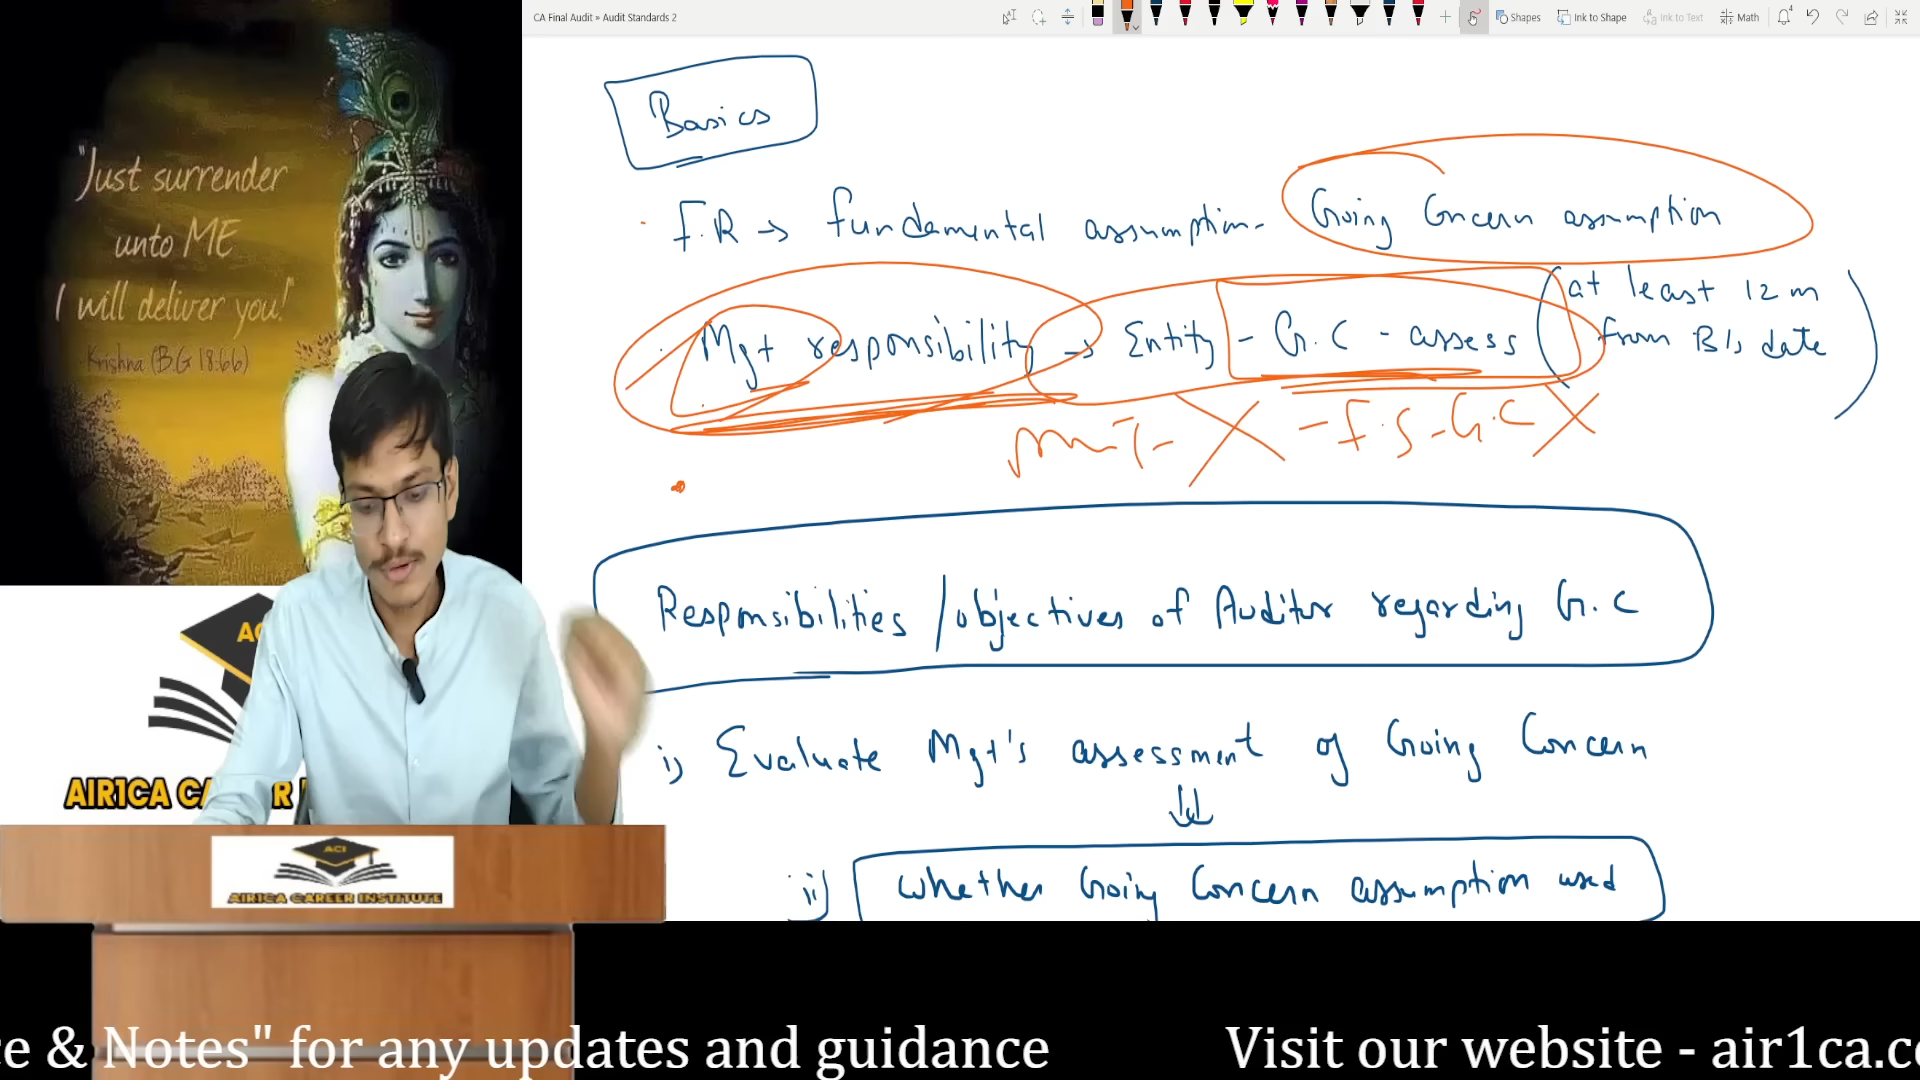 CA Final Audit » Audit Standards 2
Shapes
Ink to Shape
Ink to Text
Math
"Just surrender
unto ME
I will deliver you!"
Krishna (B.G 18.66)
Basics
F.R → fundamental assumption - Going Concern assumption
Mgt responsibility → Entity - G.C - assess (at least 12 m
from B/s date)
X - F.S - G.C X
Responsibilities / objectives of Auditor regarding G.C
i) Evaluate Mgt's assessment of Going Concern
ii) whether Going Concern assumption used
AIR1CA CA
R
ACI
AIR1CA CAREER INSTITUTE
e & Notes" for any updates and guidance
Visit our website - air1ca.c